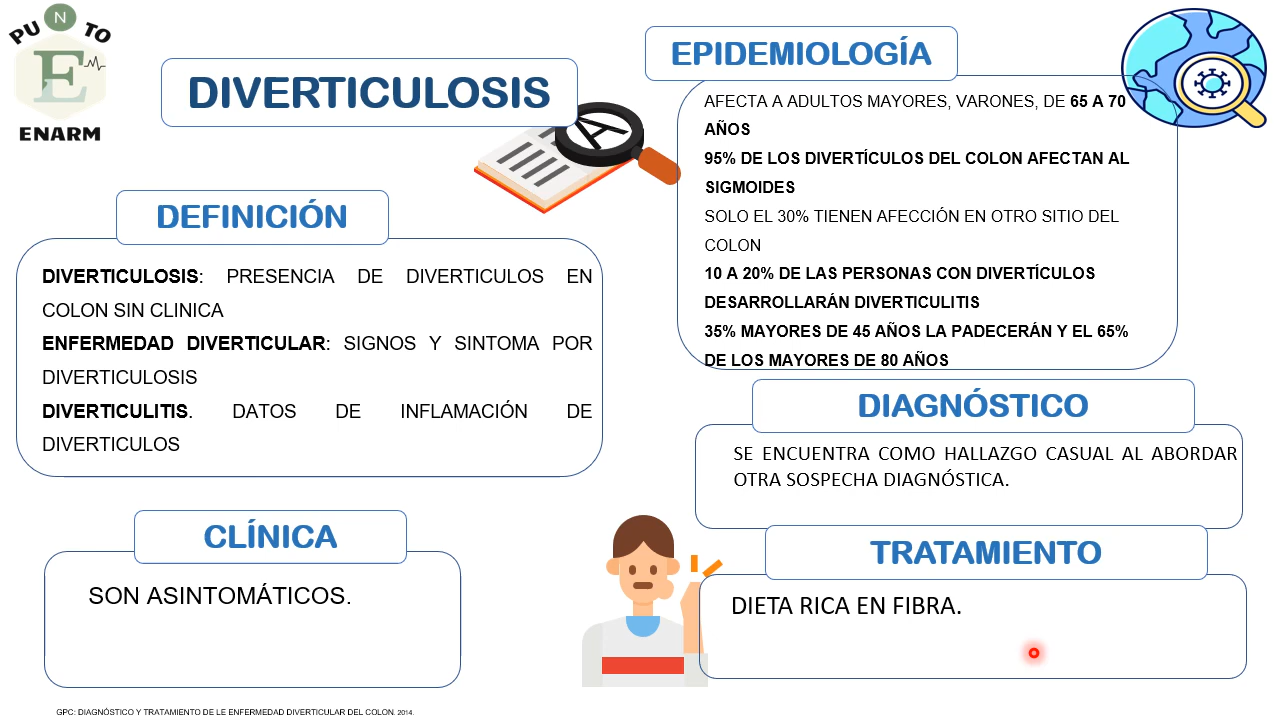 PUNTO
E
ENARM
DIVERTICULOSIS
A
DEFINICIÓN
DIVERTICULOSIS: PRESENCIA DE DIVERTICULOS EN
COLON SIN CLINICA
ENFERMEDAD DIVERTICULAR: SIGNOS Y SINTOMA POR
DIVERTICULOSIS
DIVERTICULITIS. DATOS DE INFLAMACIÓN DE
DIVERTICULOS
CLÍNICA
SON ASINTOMÁTICOS.
EPIDEMIOLOGÍA
AFECTA A ADULTOS MAYORES, VARONES, DE 65 A 70
AÑOS
95% DE LOS DIVERTÍCULOS DEL COLON AFECTAN AL
SIGMOIDES
SOLO EL 30% TIENEN AFECCIÓN EN OTRO SITIO DEL
COLON
10 A 20% DE LAS PERSONAS CON DIVERTÍCULOS
DESARROLLARÁN DIVERTICULITIS
35% MAYORES DE 45 AÑOS LA PADECERÁN Y EL 65%
DE LOS MAYORES DE 80 AÑOS
DIAGNÓSTICO
SE ENCUENTRA COMO HALLAZGO CASUAL AL ABORDAR
OTRA SOSPECHA DIAGNÓSTICA.
TRATAMIENTO
DIETA RICA EN FIBRA.
GPC: DIAGNÓSTICO Y TRATAMIENTO DE LE ENFERMEDAD DIVERTICULAR DEL COLON. 2014.